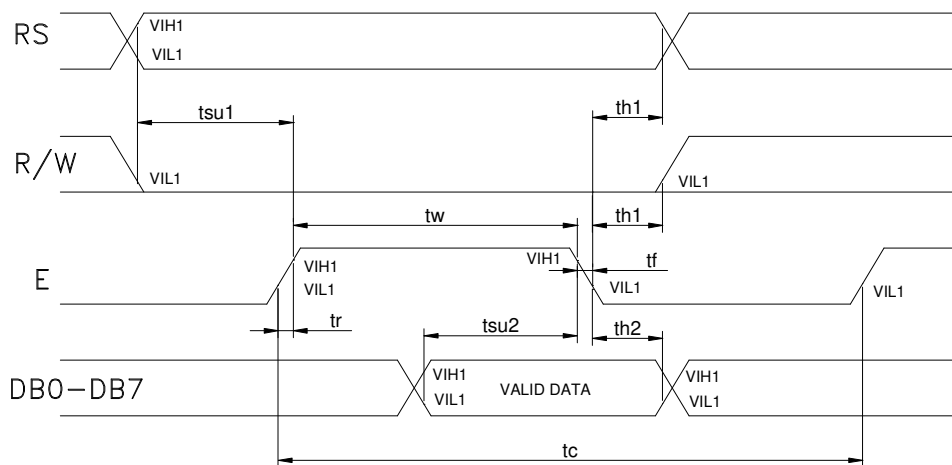 RS
VIH1
VIL1
tsu1
th1
R/W
VIL1
VIL1
tw
th1
E
VIH1
VIL1
VIH1
tf
VIL1
VIL1
tr
tsu2
th2
DB0-DB7
VIH1
VIL1
VALID DATA
VIH1
VIL1
tc